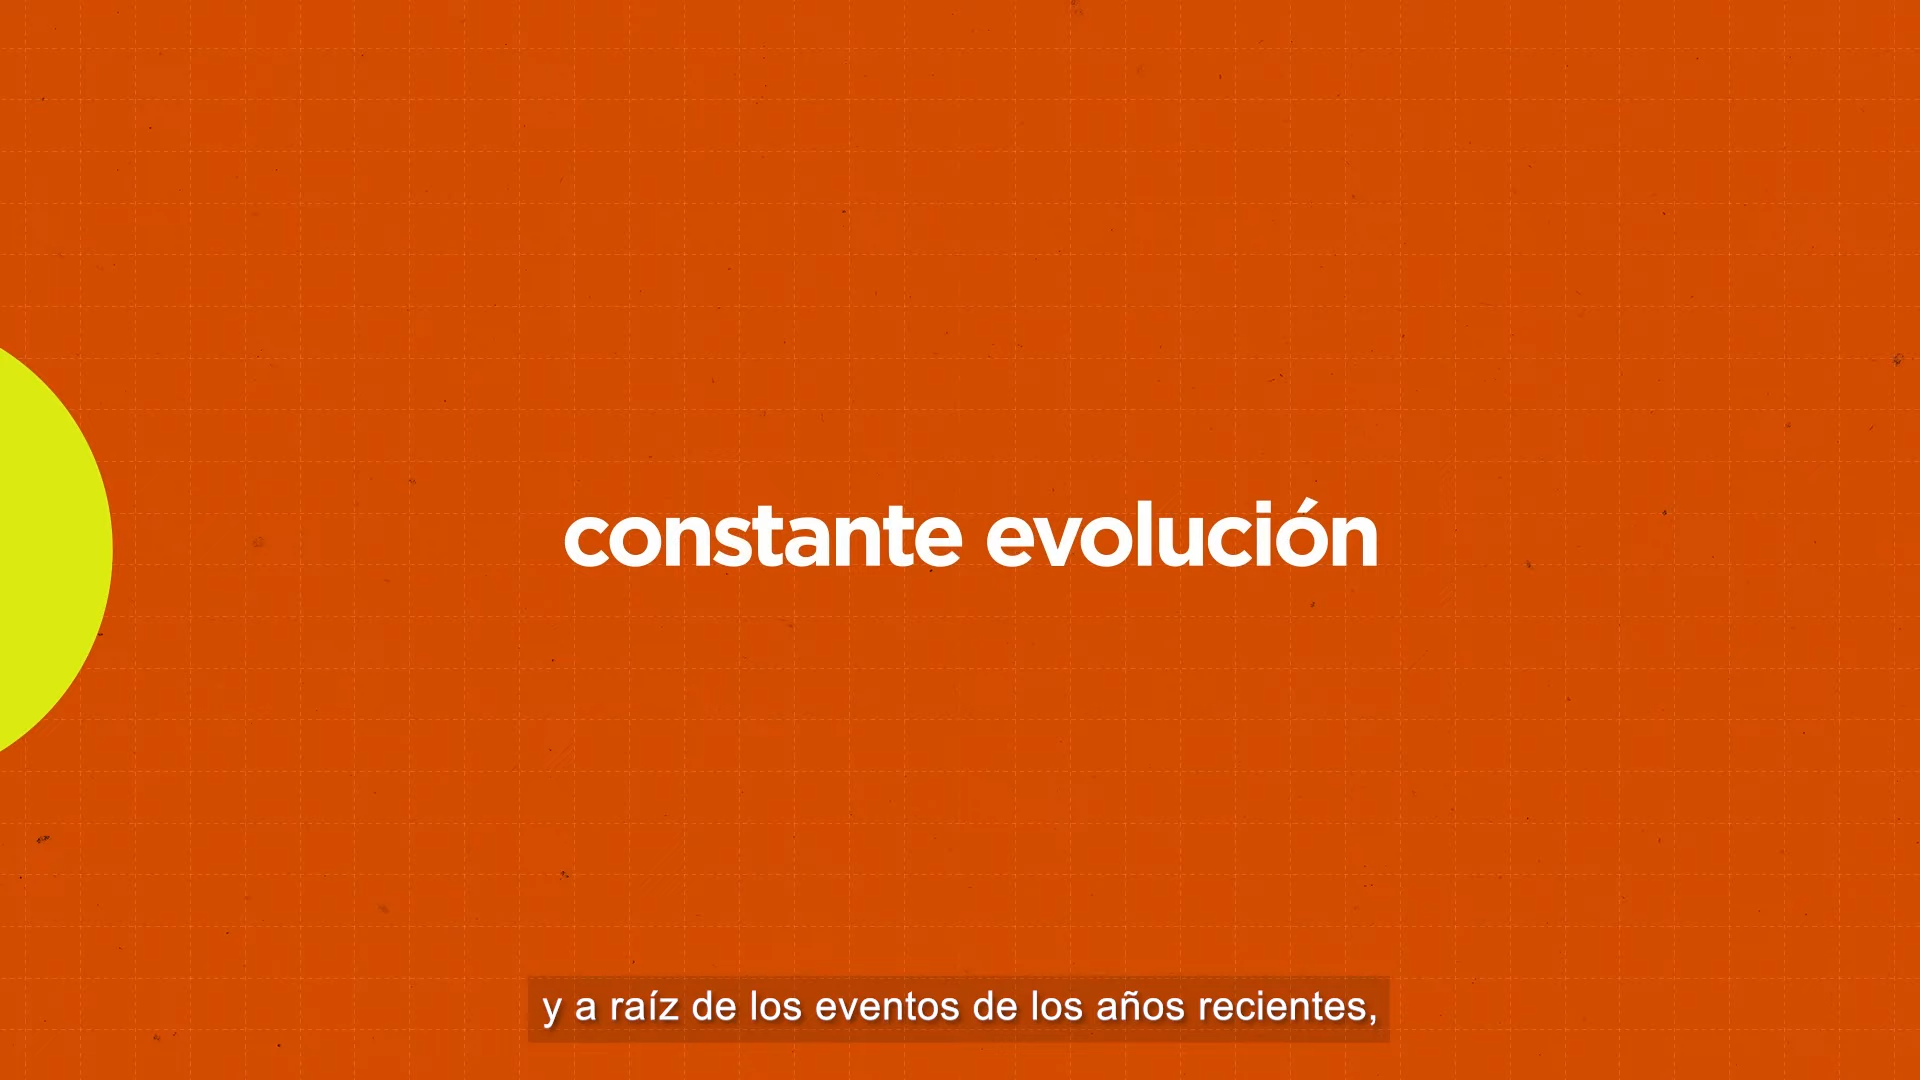 constante evolución
y a raíz de los eventos de los años recientes,